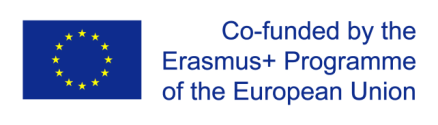 Co-funded by the
Erasmus+ Programme
of the European Union